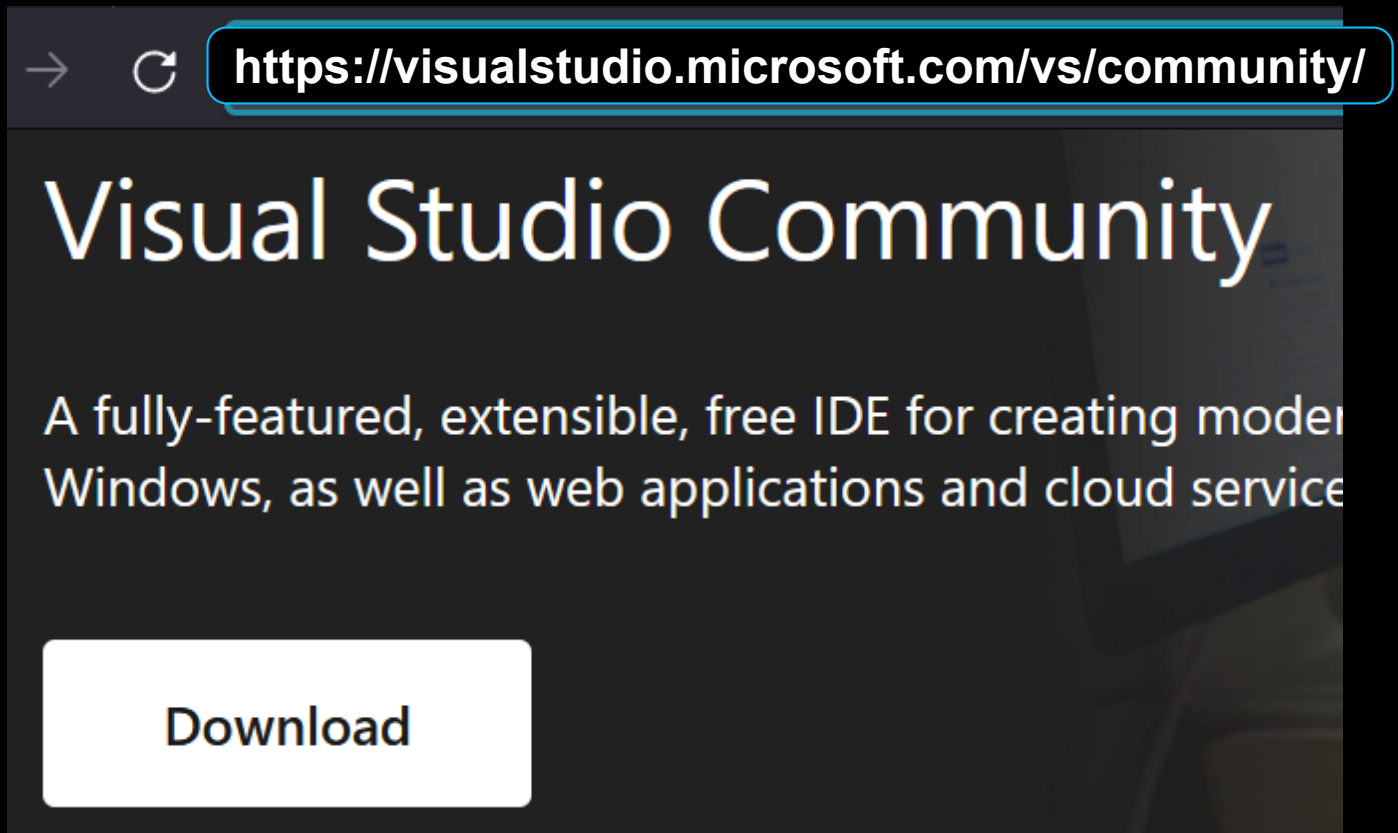 https://visualstudio.microsoft.com/vs/community/
Visual Studio Community
A fully-featured, extensible, free IDE for creating moder
Windows, as well as web applications and cloud service
Download